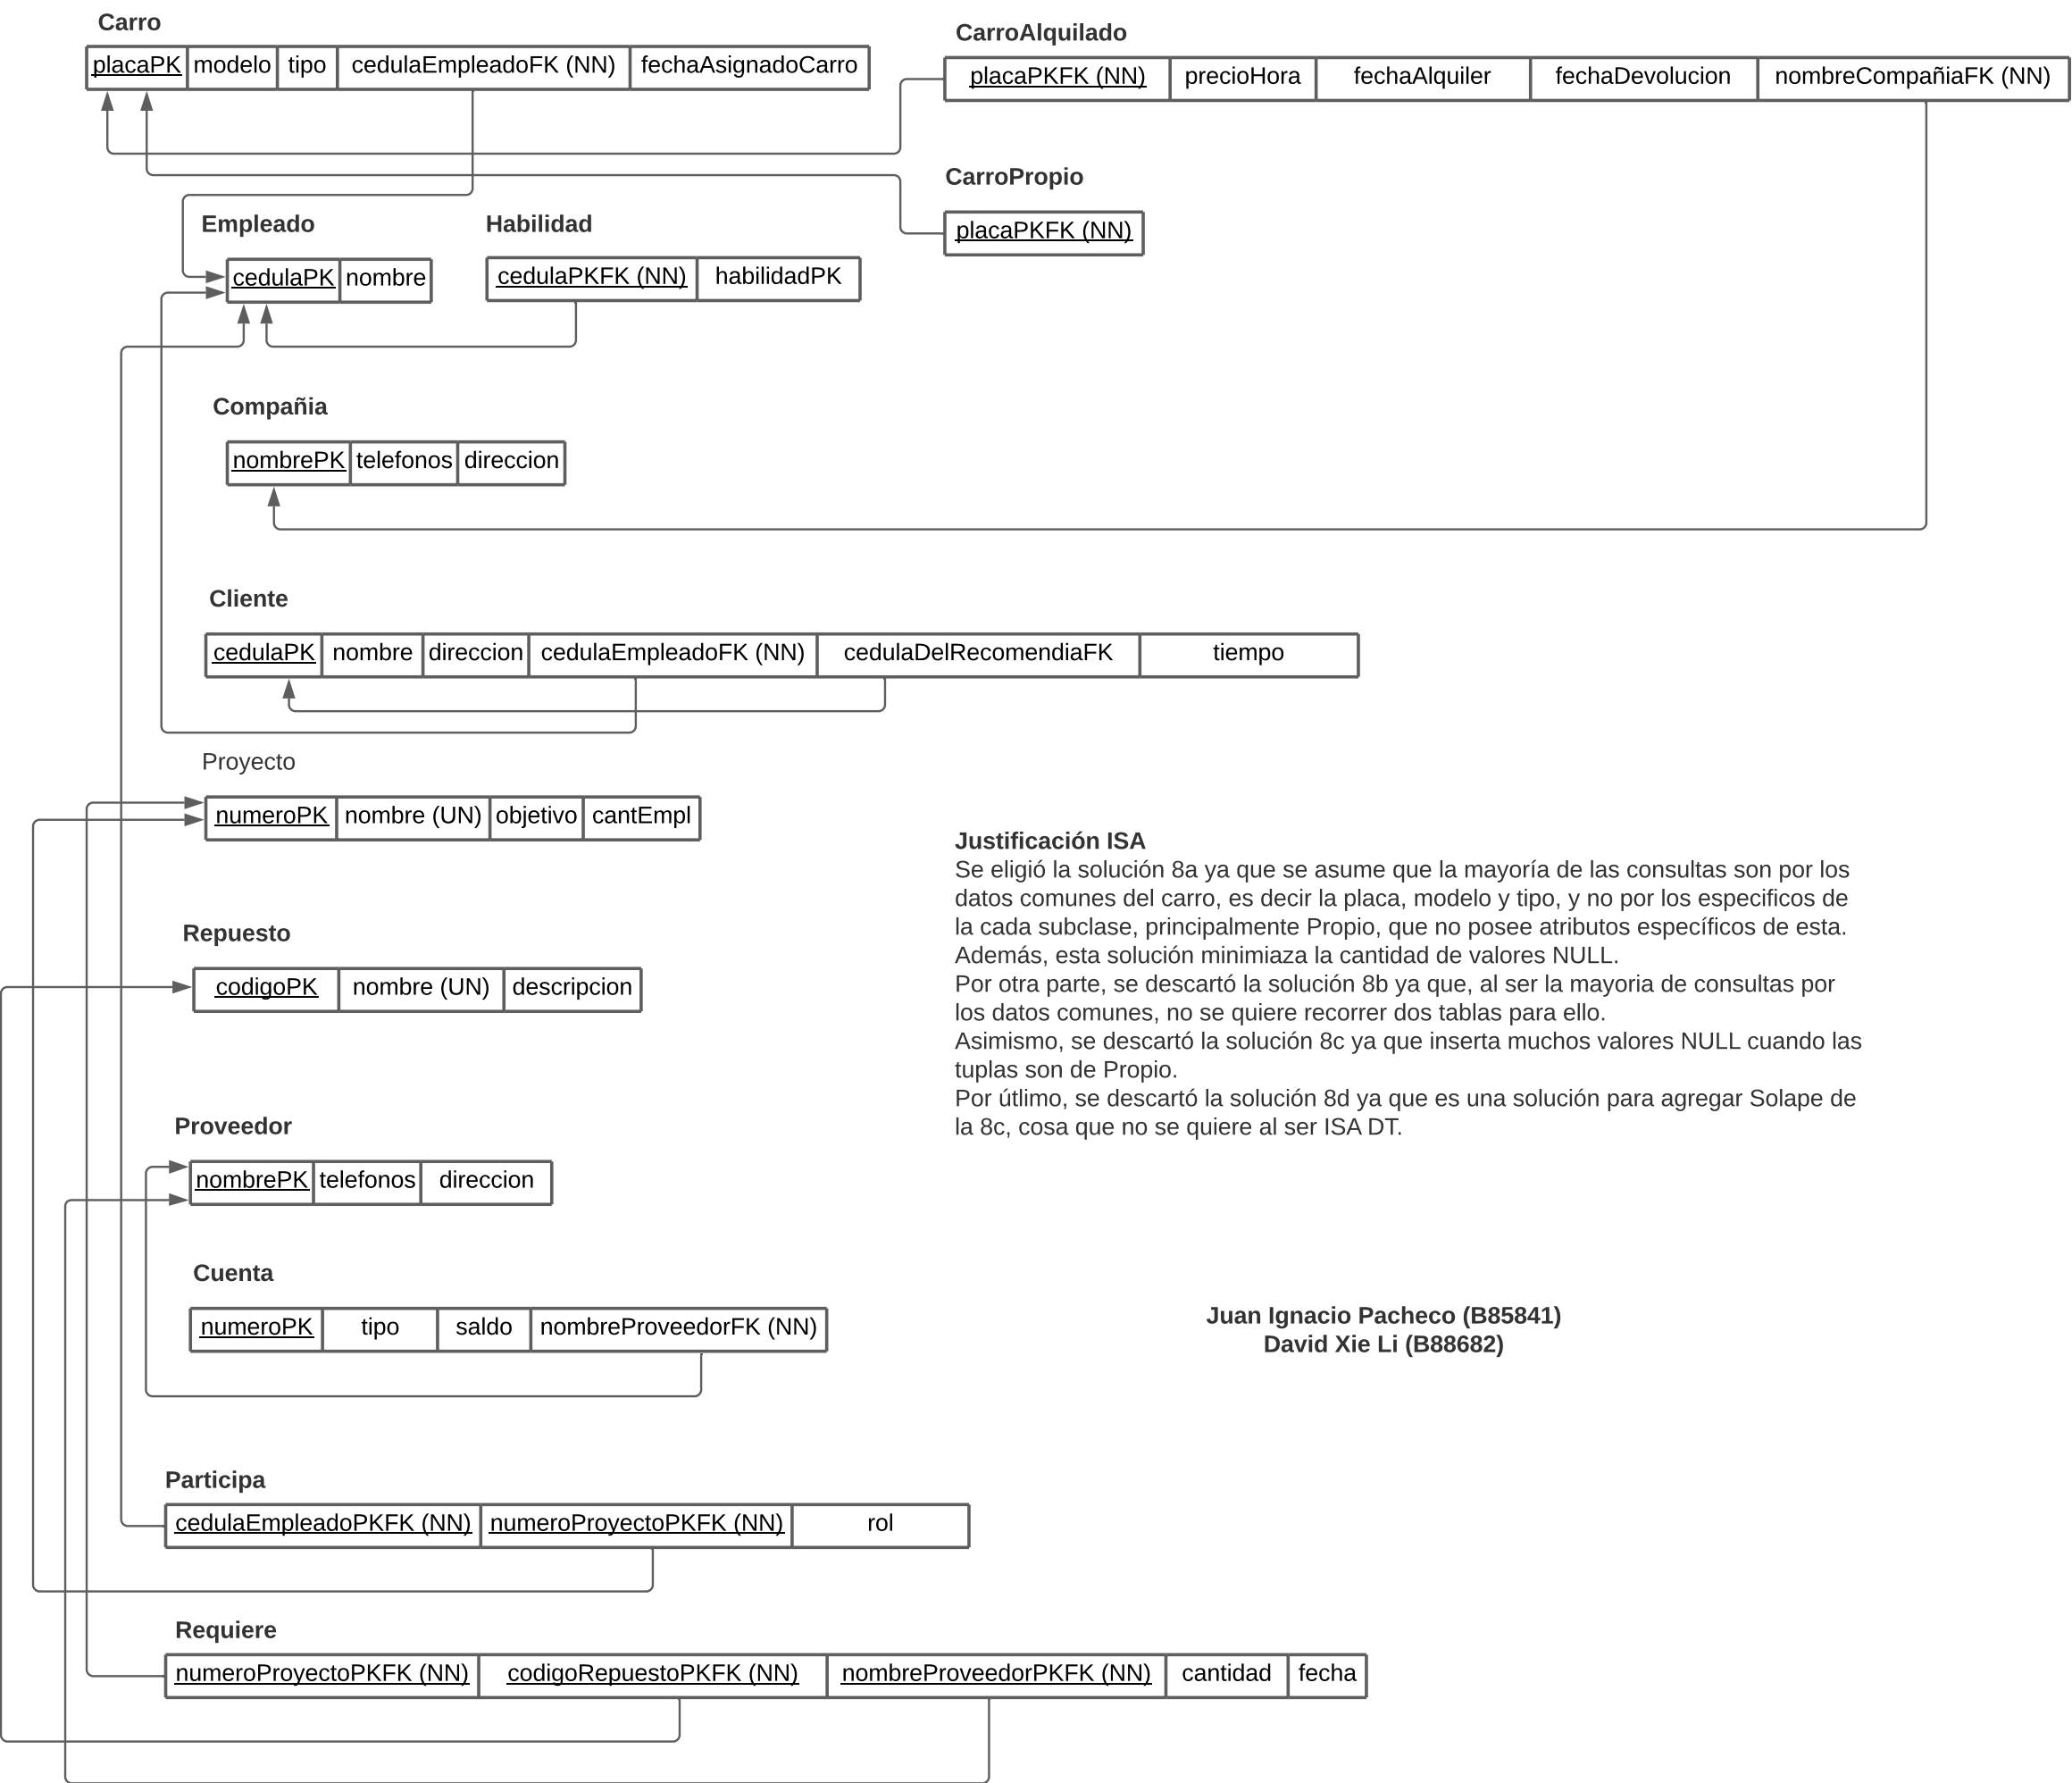 Carro
placaPK modelo tipo cedulaEmpleadoFK (NN) fechaAsignadoCarro
CarroAlquilado
placaPKFK (NN) precioHora fechaAlquiler fechaDevolucion nombreCompañiaFK (NN)
CarroPropio
placaPKFK (NN)
Empleado
cedulaPK nombre
Habilidad
cedulaPKFK (NN) habilidadPK
Compañia
nombrePK telefonos direccion
Cliente
cedulaPK nombre direccion cedulaEmpleadoFK (NN) cedulaDelRecomendiaFK tiempo
Proyecto
numeroPK nombre (UN) objetivo cantEmpl
Justificación ISA
Se eligió la solución 8a ya que se asume que la mayoría de las consultas son por los
datos comunes del carro, es decir la placa, modelo y tipo, y no por los especificos de
la cada subclase, principalmente Propio, que no posee atributos específicos de esta.
Además, esta solución minimiaza la cantidad de valores NULL.
Por otra parte, se descartó la solución 8b ya que, al ser la mayoria de consultas por
los datos comunes, no se quiere recorrer dos tablas para ello.
Asimismo, se descartó la solución 8c ya que inserta muchos valores NULL cuando las
tuplas son de Propio.
Por útlimo, se descartó la solución 8d ya que es una solución para agregar Solape de
la 8c, cosa que no se quiere al ser ISA DT.
Repuesto
codigoPK nombre (UN) descripcion
Proveedor
nombrePK telefonos direccion
Cuenta
numeroPK tipo saldo nombreProveedorFK (NN)
Juan Ignacio Pacheco (B85841)
David Xie Li (B88682)
Participa
cedulaEmpleadoPKFK (NN) numeroProyectoPKFK (NN) rol
Requiere
numeroProyectoPKFK (NN) codigoRepuestoPKFK (NN) nombreProveedorPKFK (NN) cantidad fecha